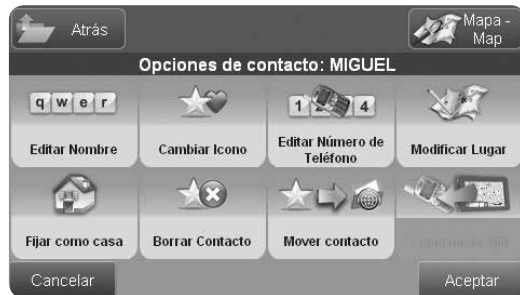 Atrás
Mapa -
Map
Opciones de contacto: MIGUEL
q w e r
1 4
Editar Nombre
Cambiar Icono
Editar Número de
Teléfono
Modificar Lugar
Fijar como casa
Borrar Contacto
Mover contacto
Cancelar
Aceptar